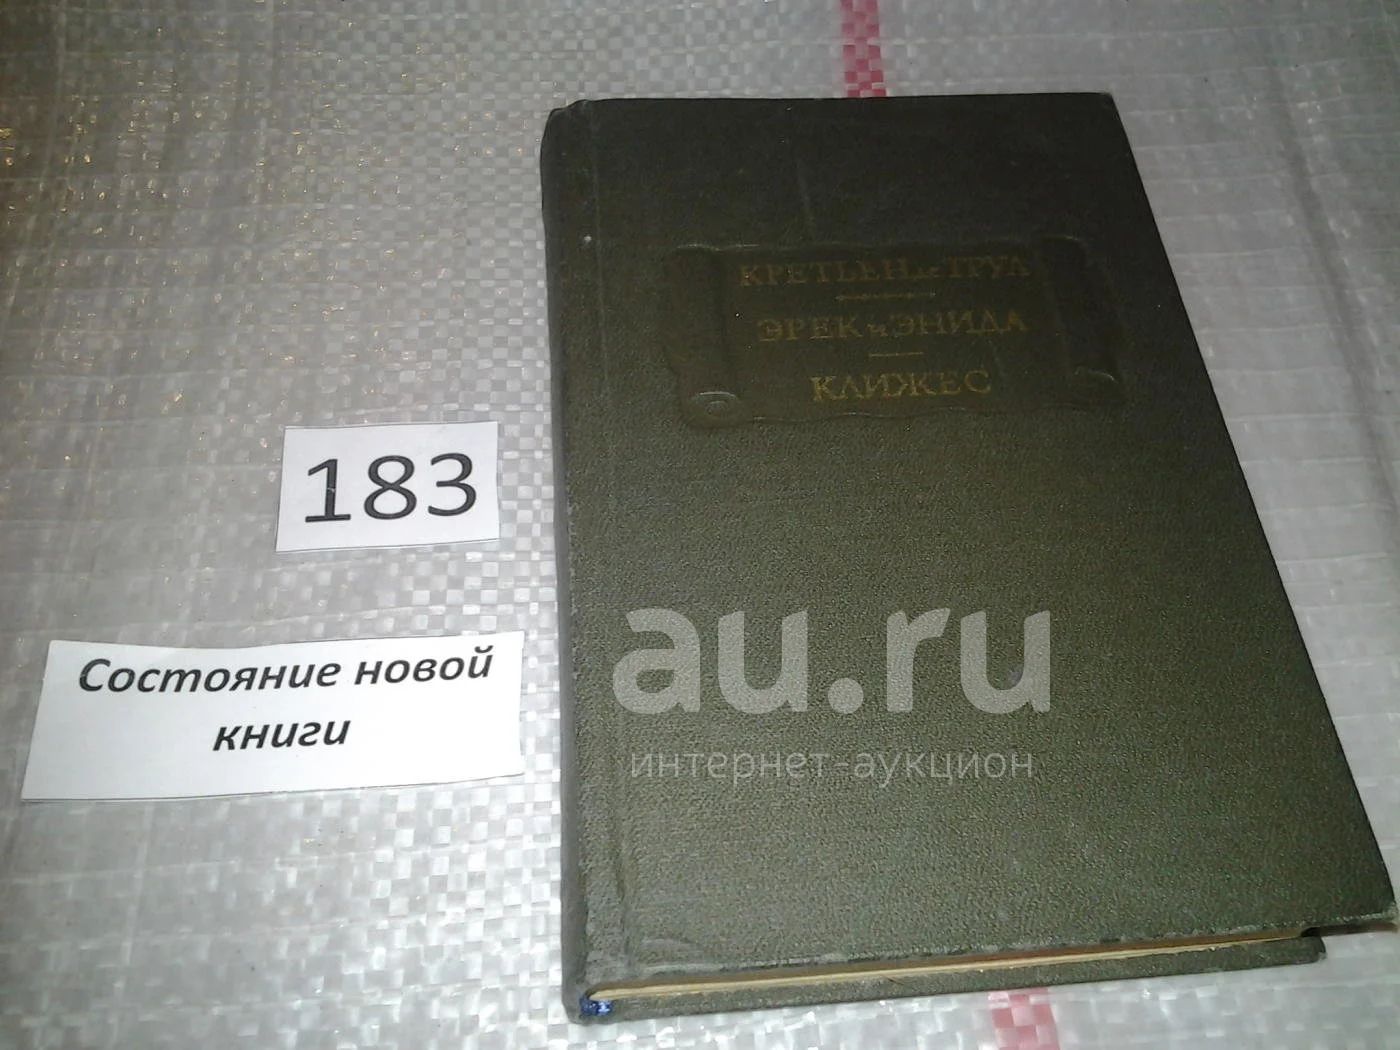 КРЕТЬЕН де ТРУА
ЭРЕК и ЭНИДА
КЛИЖЕС
183
Состояние новой
книги
au.ru
интернет-аукцион